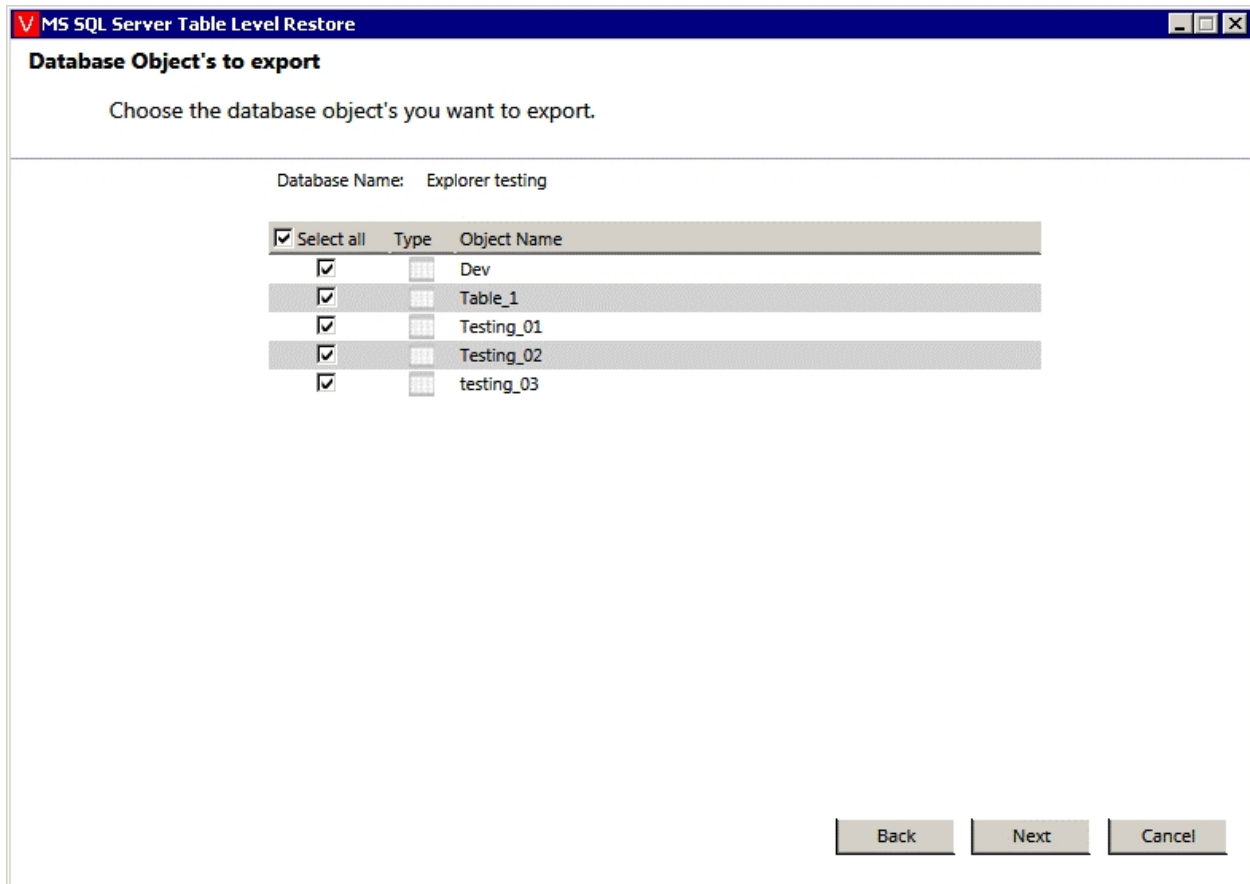 V MS SQL Server Table Level Restore
Database Object's to export
Choose the database object's you want to export.
Database Name: Explorer testing
Select all Type Object Name
Dev
Table_1
Testing_01
Testing_02
testing_03
Back Next Cancel